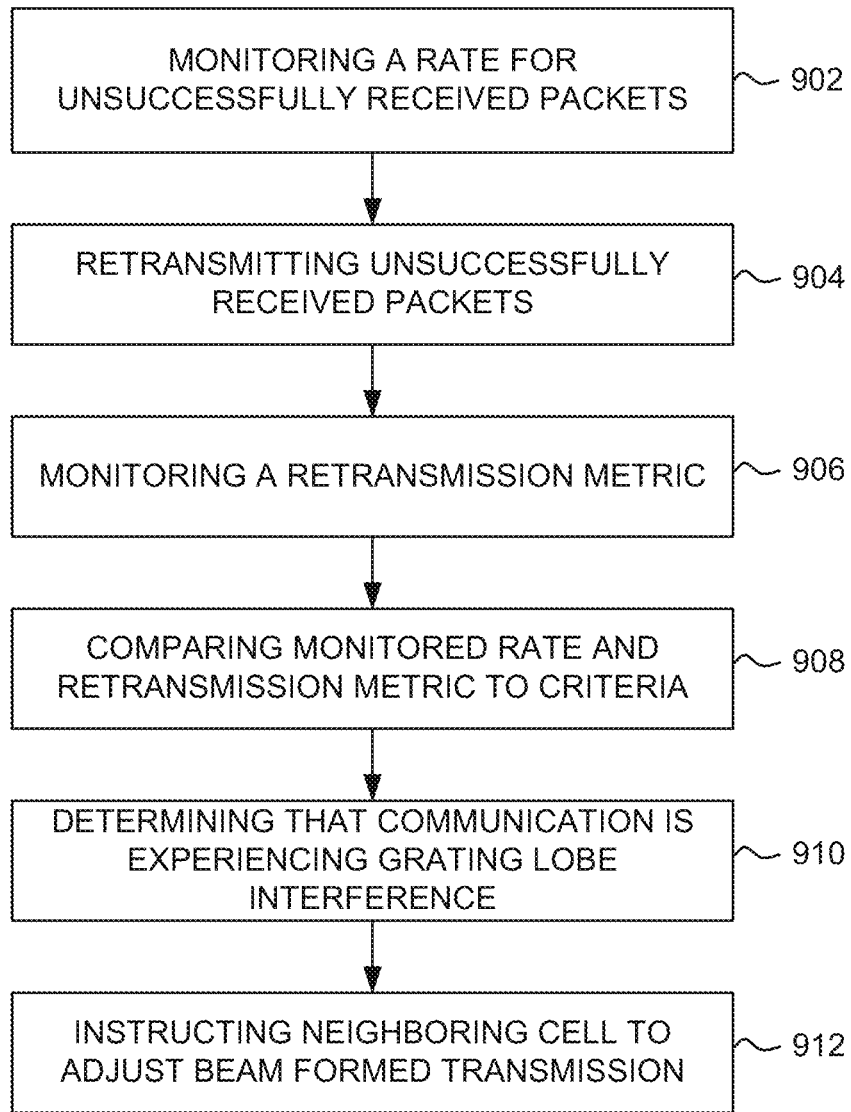 MONITORING A RATE FOR
UNSUCCESSFULLY RECEIVED PACKETS
902
RETRANSMITTING UNSUCCESSFULLY
RECEIVED PACKETS
904
MONITORING A RETRANSMISSION METRIC
906
COMPARING MONITORED RATE AND
RETRANSMISSION METRIC TO CRITERIA
908
DETERMINING THAT COMMUNICATION IS
EXPERIENCING GRATING LOBE
INTERFERENCE
910
INSTRUCTING NEIGHBORING CELL TO
ADJUST BEAM FORMED TRANSMISSION
912